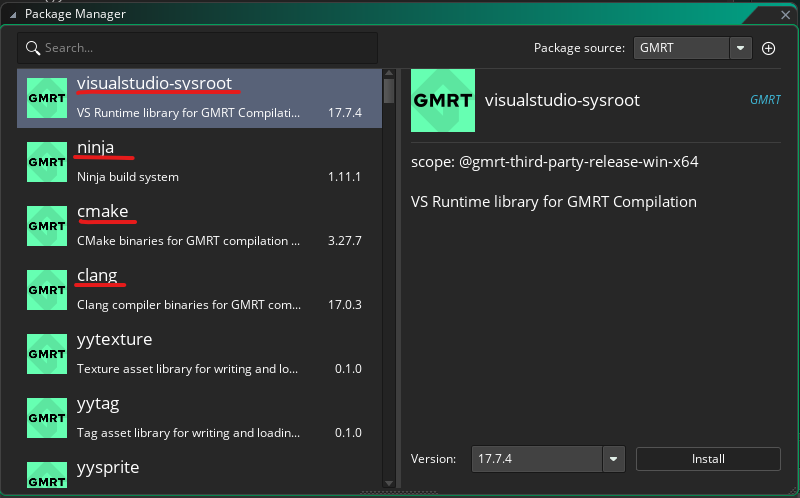 Package Manager
Search...
Package source: GMRT
GMRT
visualstudio-sysroot
VS Runtime library for GMRT Compilati... 17.7.4
GMRT
ninja
Ninja build system 1.11.1
GMRT
cmake
CMake binaries for GMRT compilation ... 3.27.7
GMRT
clang
Clang compiler binaries for GMRT com... 17.0.3
GMRT
yytexture
Texture asset library for writing and lo... 0.1.0
GMRT
yytag
Tag asset library for writing and loadin... 0.1.0
GMRT
yysprite
GMRT
visualstudio-sysroot
GMRT
scope: @gmrt-third-party-release-win-x64
VS Runtime library for GMRT Compilation
Version: 17.7.4
Install